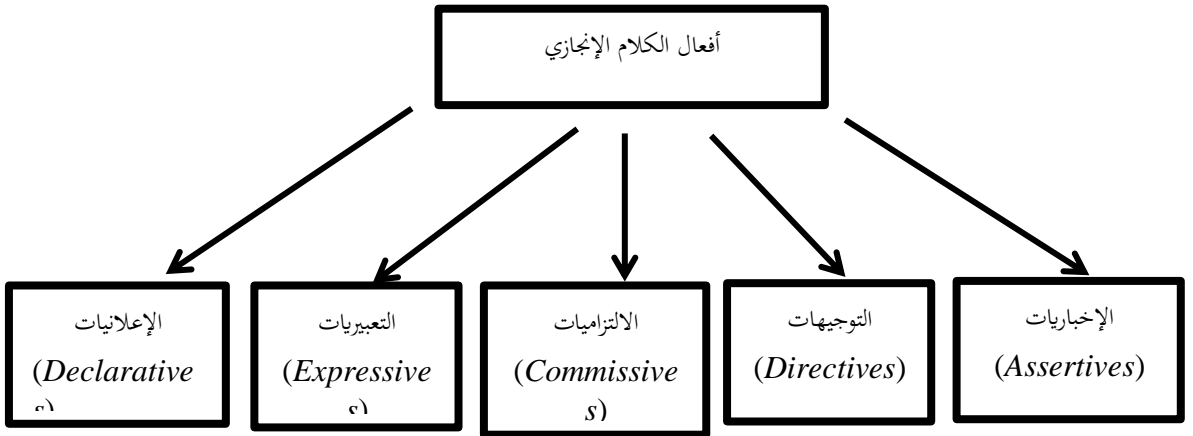 أفعال الكلام الإنجازي
الإخباريات
(Assertives)
التوجيهات
(Directives)
الالتزاميات
(Commissive
s)
التعبيريات
(Expressive
s)
الإعلانيات
(Declarative
s)